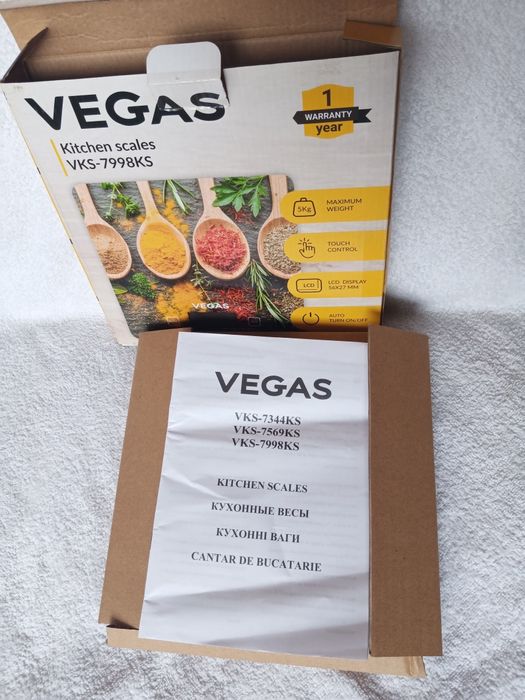 VEGAS
Kitchen scales
VKS-7998KS
1
WARRANTY
year
5Kg
MAXIMUM
WEIGHT
TOUCH
CONTROL
LCD
LCD DISPLAY
54X27 MM
AUTO
TURN ON/OFF
VEGAS
VEGAS
VKS-7344KS
VKS-7569KS
VKS-7998KS
KITCHEN SCALES
КУХОННЫЕ ВЕСЫ
КУХОННІ ВАГИ
CANTAR DE BUCATARIE